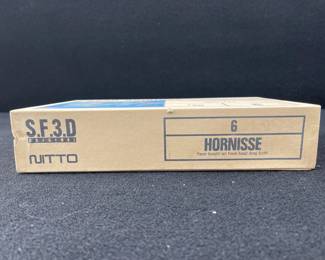 S.F.3.D
ORIGINAL
NITTO
6
HORNISSE